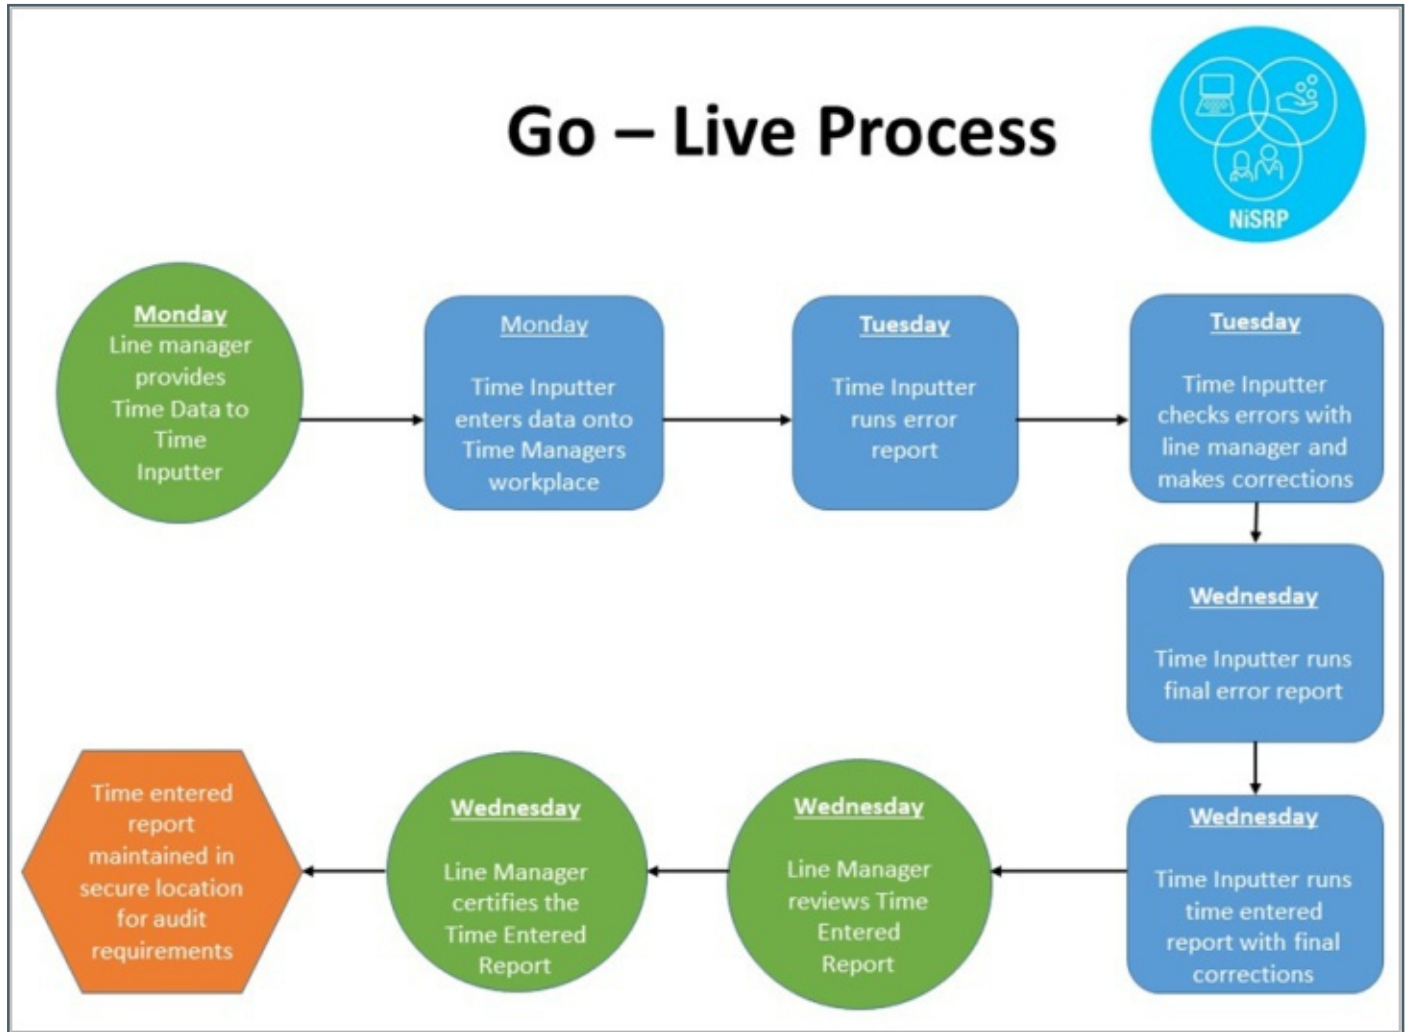 Go – Live Process
NiSRP
Monday
Line manager
provides
Time Data to
Time
Inputter
Monday
Time Inputter
enters data onto
Time Managers
workplace
Tuesday
Time Inputter
runs error
report
Tuesday
Time Inputter
checks errors with
line manager and
makes corrections
Wednesday
Time Inputter runs
final error report
Wednesday
Time Inputter runs
time entered
report with final
corrections
Wednesday
Line Manager
reviews Time
Entered
Report
Wednesday
Line Manager
certifies the
Time Entered
Report
Time entered
report
maintained in
secure location
for audit
requirements